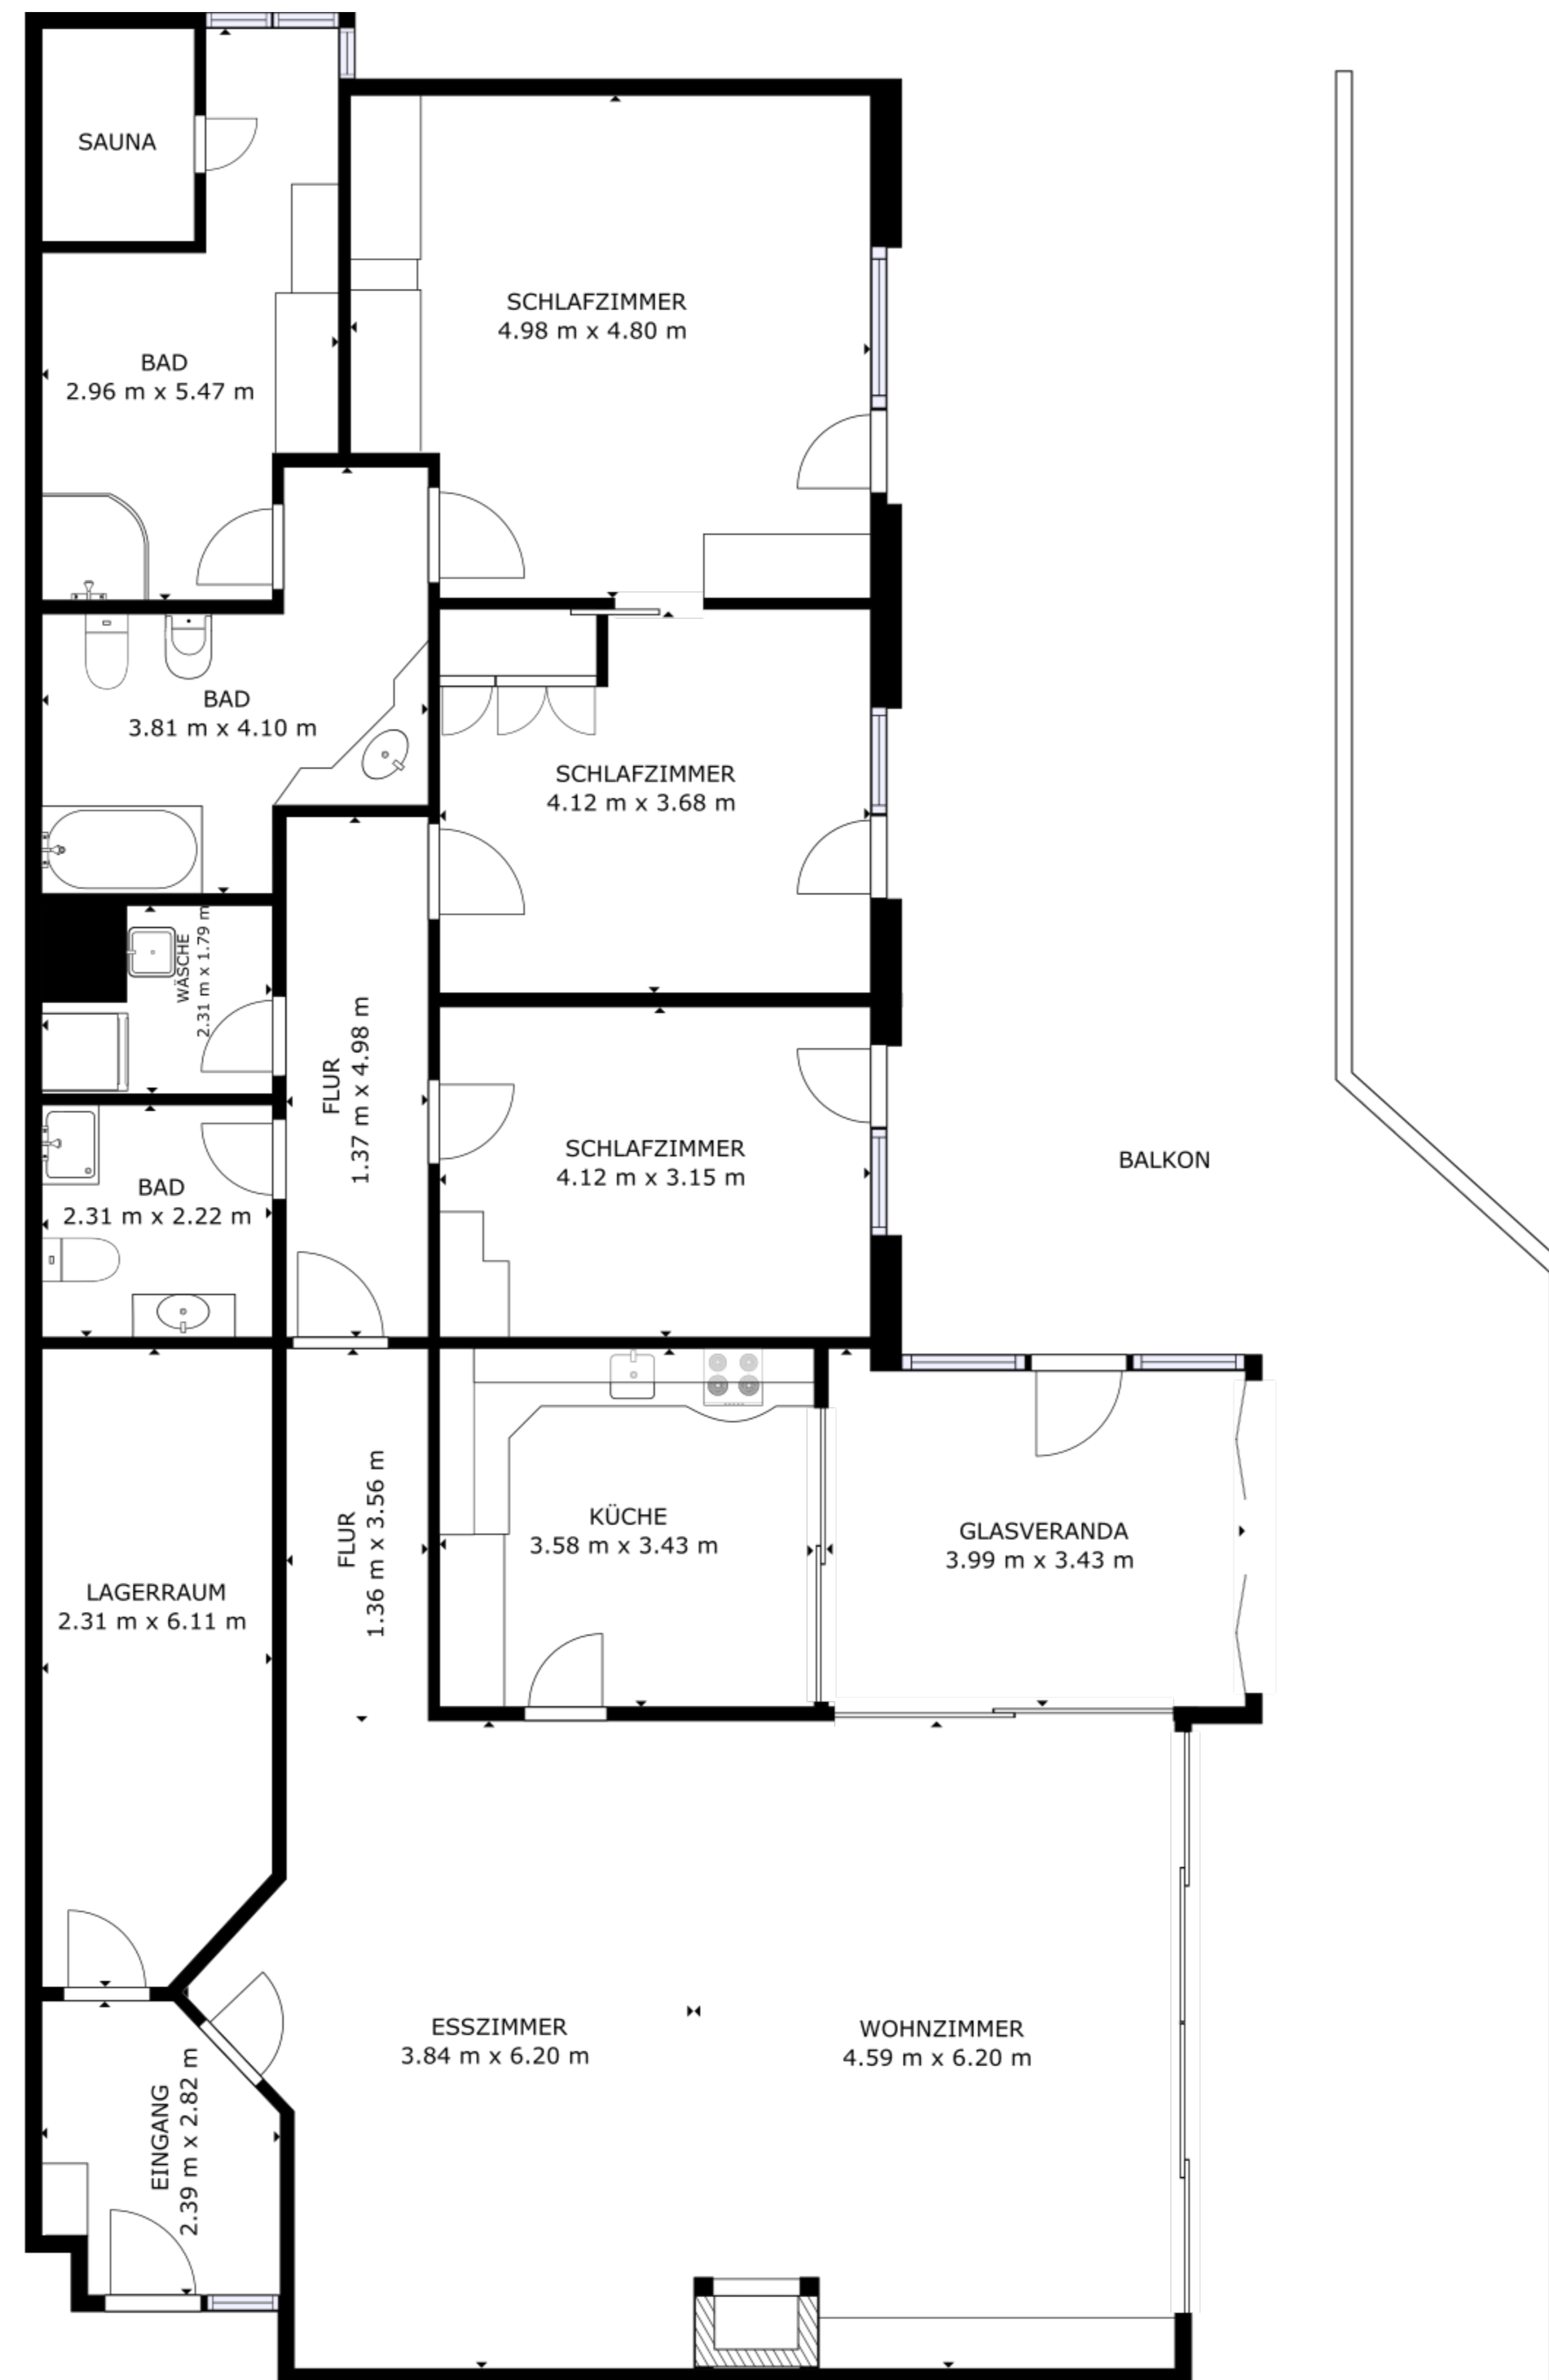 SAUNA
SCHLAFZIMMER
4.98 m x 4.80 m
BAD
2.96 m x 5.47 m
BAD
3.81 m x 4.10 m
SCHLAFZIMMER
4.12 m x 3.68 m
WÄSCHE
2.31 m x 1.79 m
FLUR
1.37 m x 4.98 m
SCHLAFZIMMER
4.12 m x 3.15 m
BALKON
BAD
2.31 m x 2.22 m
FLUR
1.36 m x 3.56 m
KÜCHE
3.58 m x 3.43 m
GLASVERANDA
3.99 m x 3.43 m
LAGERRAUM
2.31 m x 6.11 m
ESSZIMMER
3.84 m x 6.20 m
WOHNZIMMER
4.59 m x 6.20 m
EINGANG
2.39 m x 2.82 m